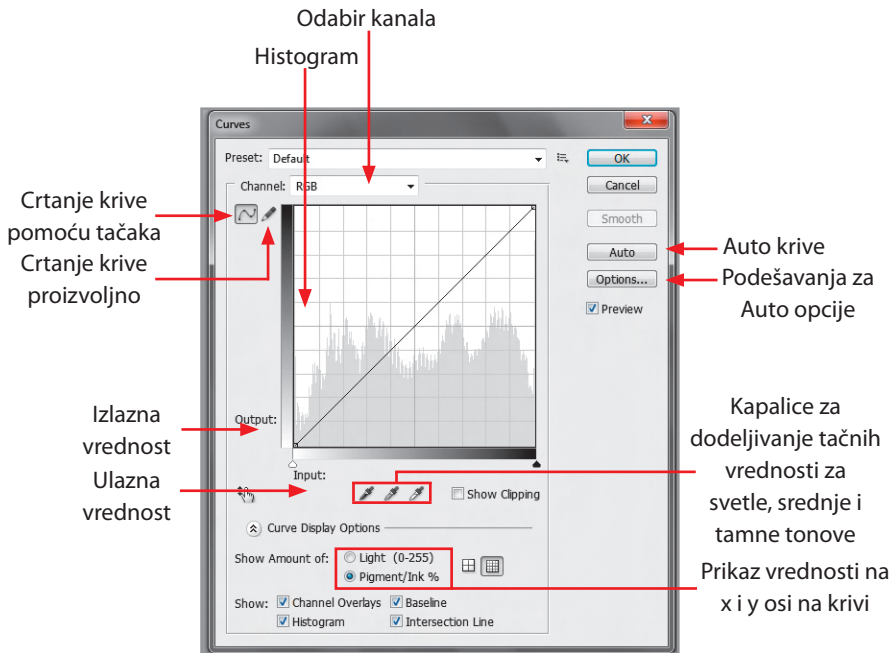 Odabir kanala
Histogram
Curves
Preset: Default
OK
Channel: RGB
Cancel
Crtanje krive
pomoću tačaka
Smooth
Crtanje krive
proizvoljno
Auto
Auto krive
Options...
Podešavanja za
Auto opcije
Preview
Izlazna
vrednost
Output:
Kapalice za
dodeljivanje tačnih
vrednosti za
svetle, srednje i
tamne tonove
Ulazna
vrednost
Input:
Show Clipping
Curve Display Options
Show Amount of:
Light (0-255)
Pigment/Ink %
Prikaz vrednosti na
x i y osi na krivi
Show:
Channel Overlays
Baseline
Histogram
Intersection Line